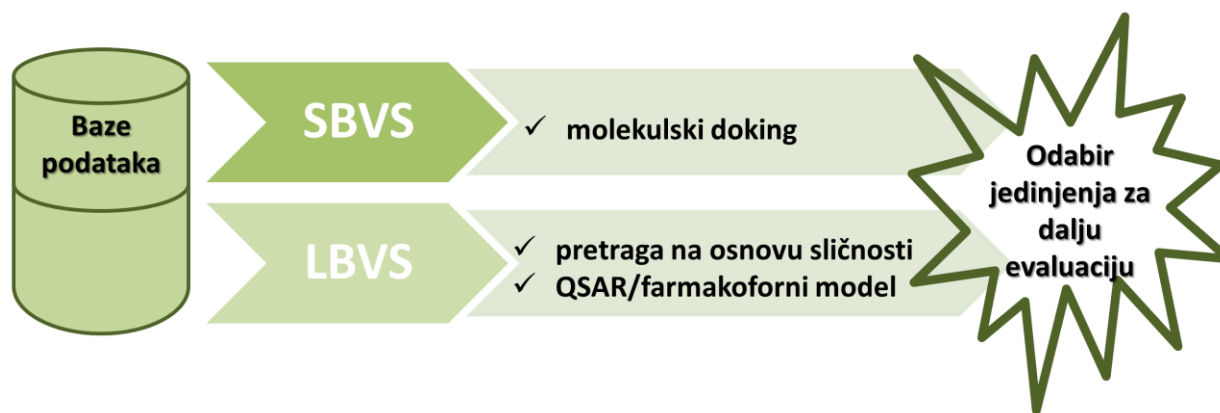 Baze
podataka
SBVS
✓ molekulski doking
LBVS
✓ pretraga na osnovu sličnosti
✓ QSAR/farmakoforni model
Odabir
jedinjenja za
dalju
evaluaciju